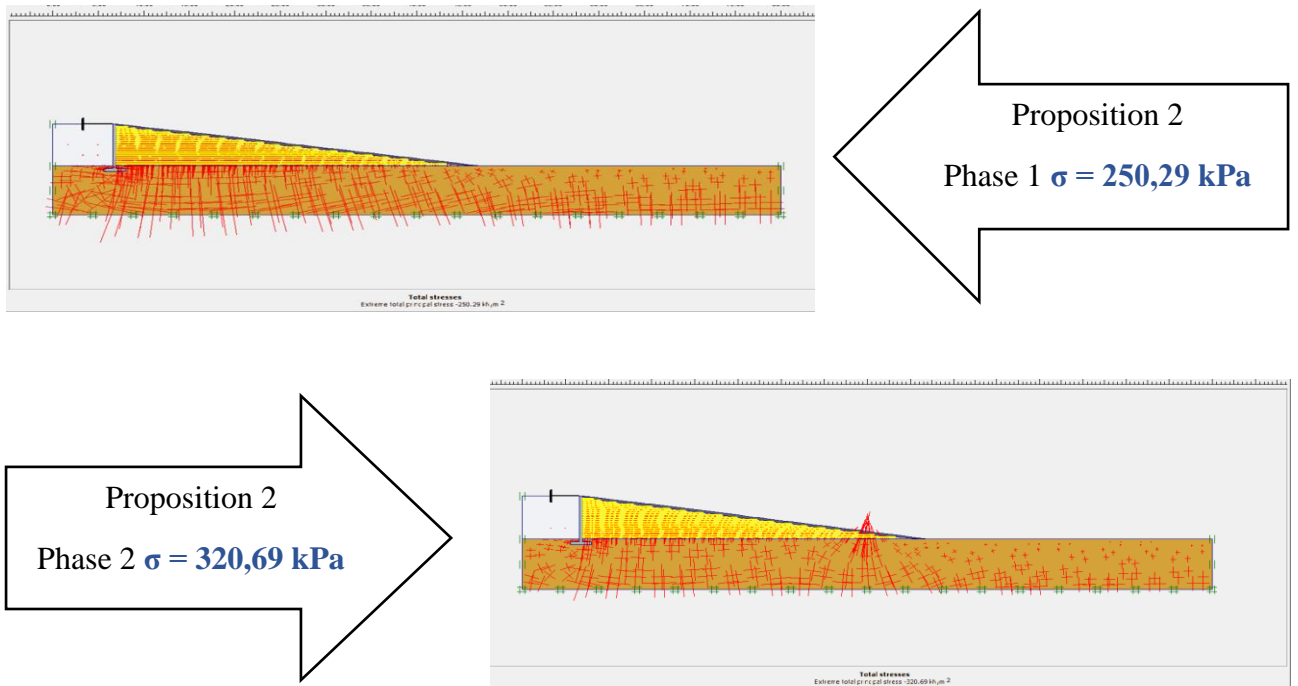 Proposition 2
Phase 1 σ = 250,29 kPa
Total stresses
Extreme total principal stress -250.29 kN/m²
Proposition 2
Phase 2 σ = 320,69 kPa
Total stresses
Extreme total principal stress -320.69 kN/m²